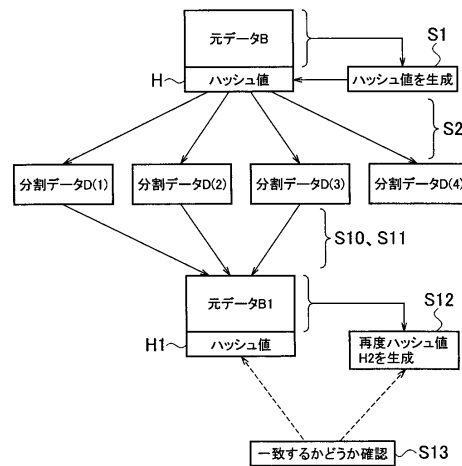 元データB
S1
H
ハッシュ値
ハッシュ値を生成
S2
分割データD(1)
分割データD(2)
分割データD(3)
分割データD(4)
S10、S11
元データB1
S12
H1
ハッシュ値
再度ハッシュ値
H2を生成
一致するかどうか確認
S13